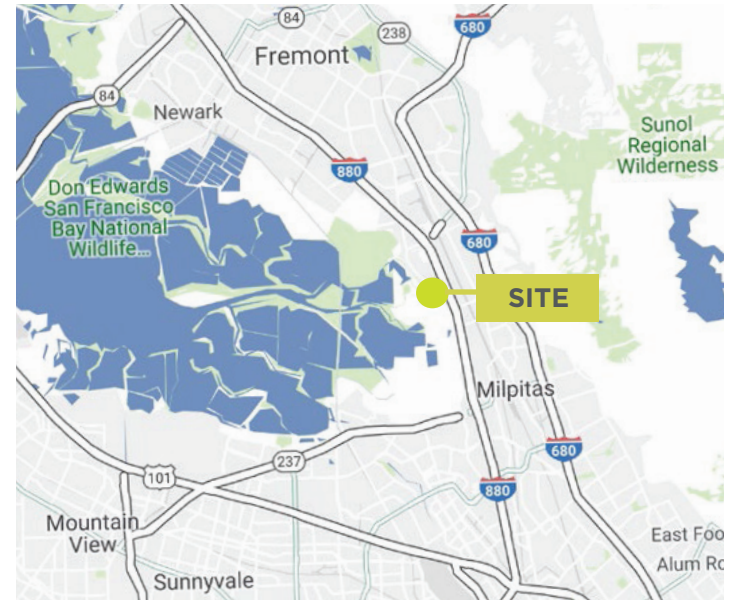 84
680
238
Fremont
84
Newark
Sunol
Regional
Wilderness
880
Don Edwards
San Francisco
Bay National
Wildlife...
680
SITE
Milpitas
680
237
101
880
Mountain
View
East Foo
Alum Ro
Sunnyvale